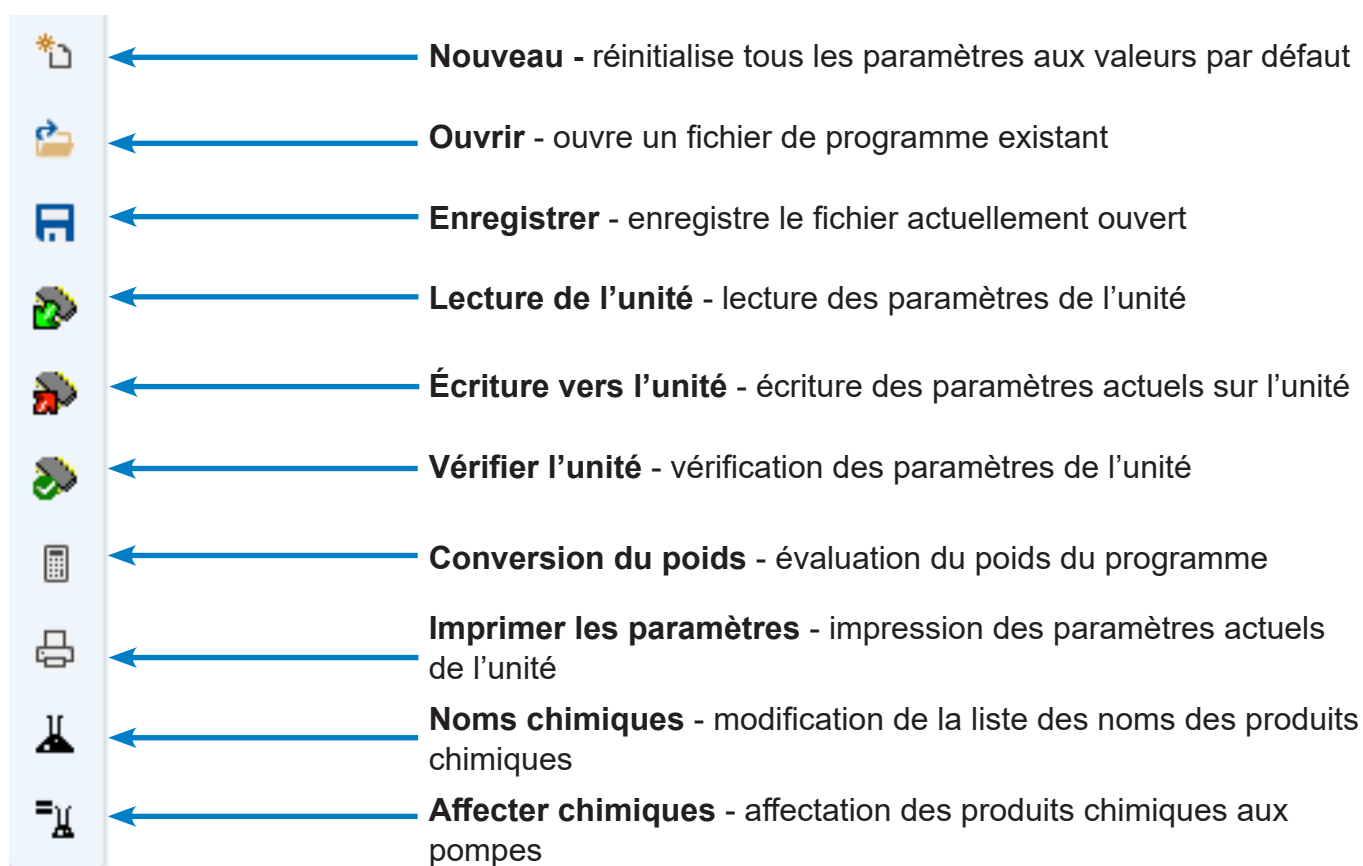 Nouveau - réinitialise tous les paramètres aux valeurs par défaut
Ouvrir - ouvre un fichier de programme existant
Enregistrer - enregistre le fichier actuellement ouvert
Lecture de l’unité - lecture des paramètres de l’unité
Écriture vers l’unité - écriture des paramètres actuels sur l’unité
Vérifier l’unité - vérification des paramètres de l’unité
Conversion du poids - évaluation du poids du programme
Imprimer les paramètres - impression des paramètres actuels
de l’unité
Noms chimiques - modification de la liste des noms des produits
chimiques
Affecter chimiques - affectation des produits chimiques aux
pompes